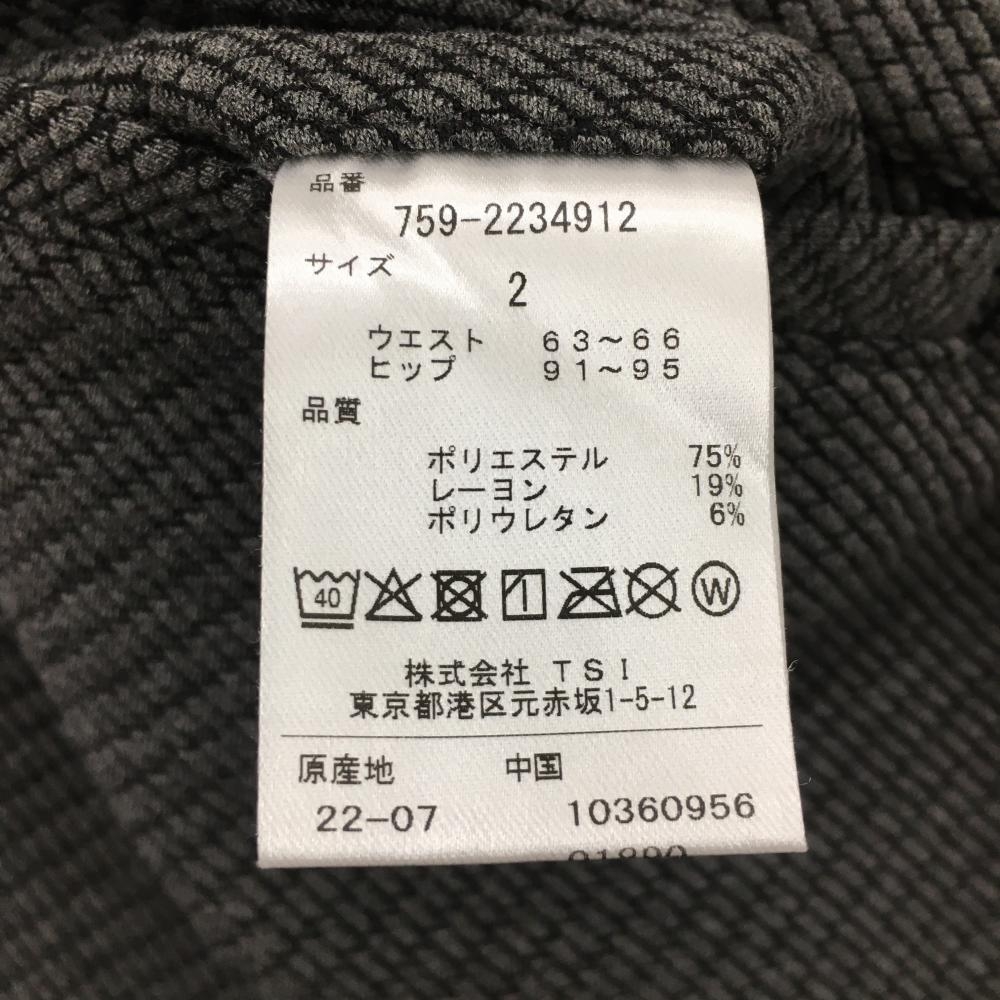 品番
759-2234912
サイズ
2
ウエスト 63～66
ヒップ 91～95
品質
ポリエステル 75%
レーヨン 19%
ポリウレタン 6%
40 W
株式会社 TSI
東京都港区元赤坂1-5-12
原産地 中国
22-07 10360956